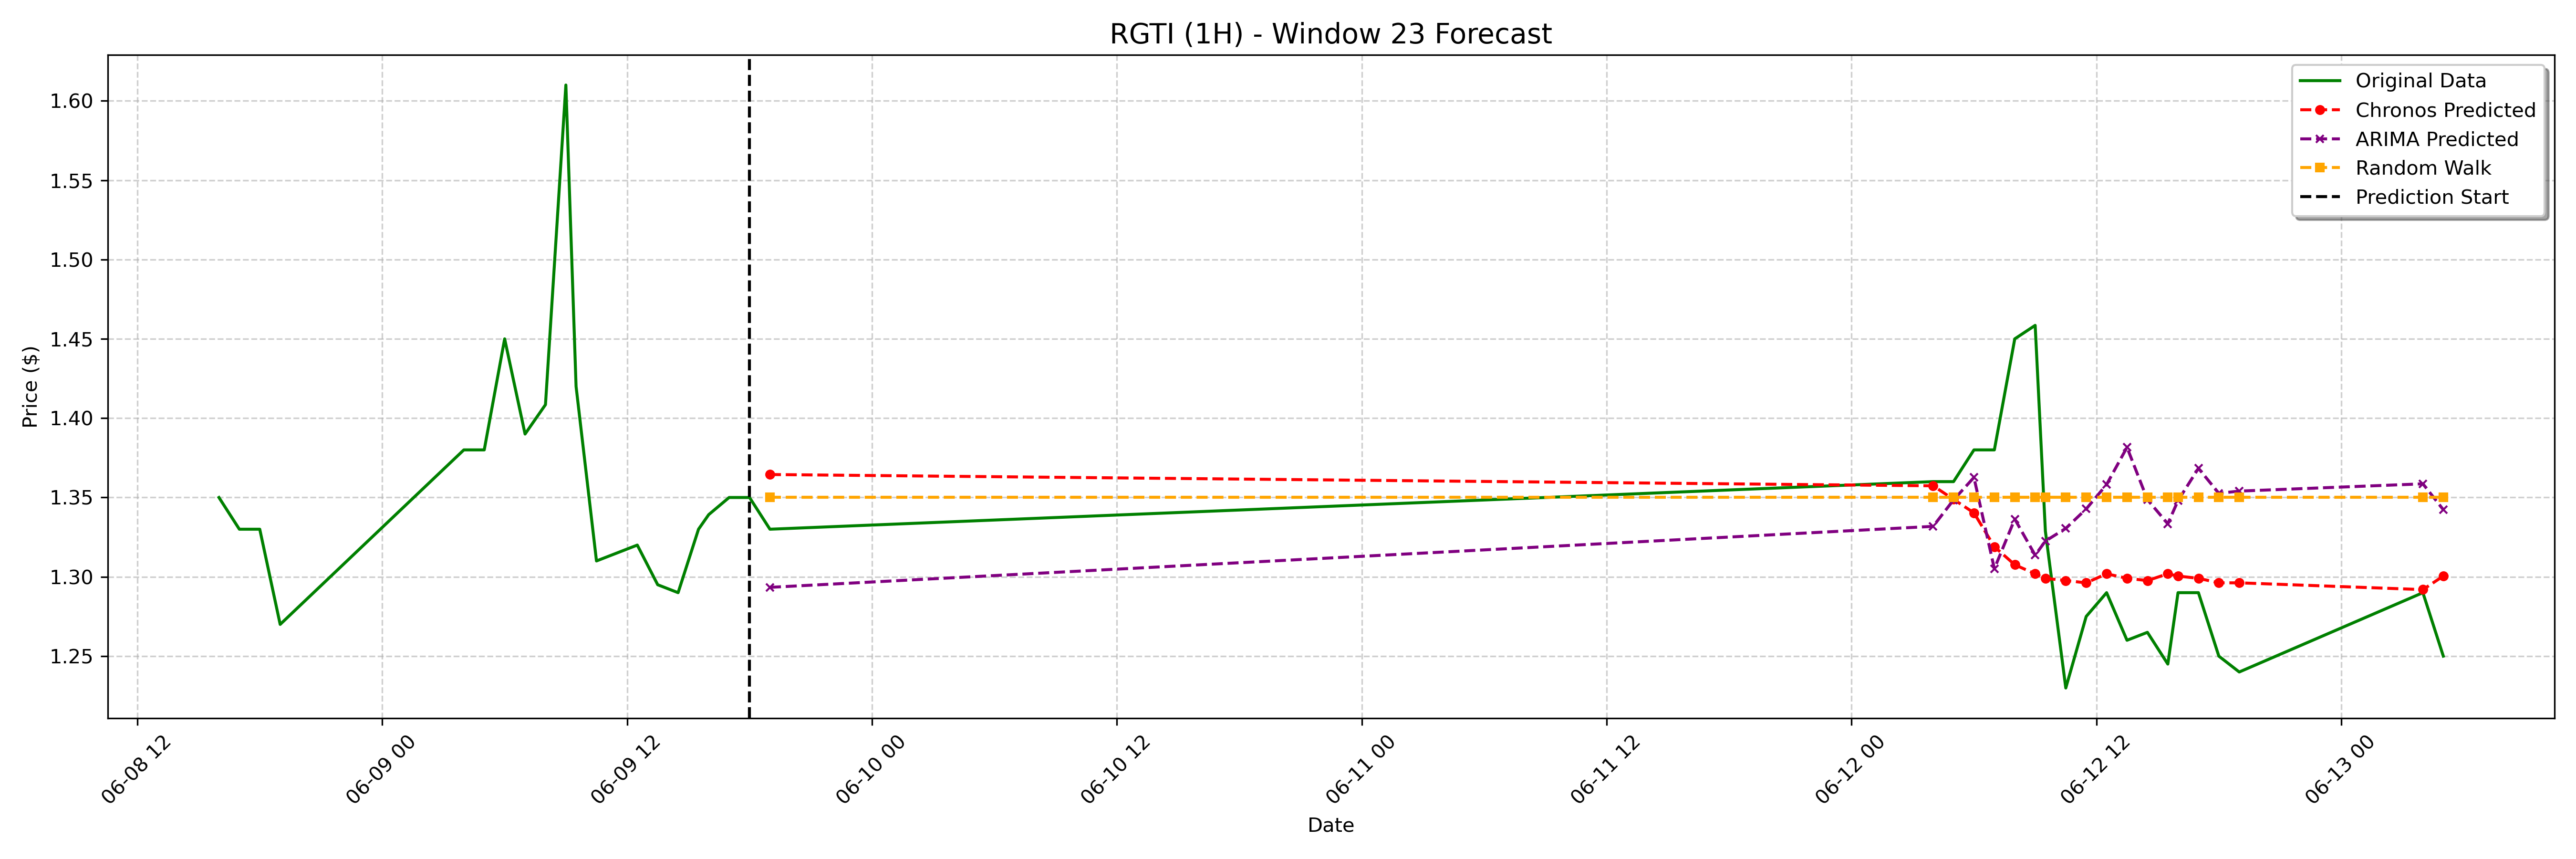 RGTI (1H) - Window 23 Forecast
Original Data
Chronos Predicted
ARIMA Predicted
Random Walk
Prediction Start
Price ($)
1.60
1.55
1.50
1.45
1.40
1.35
1.30
1.25
06-08 12
06-09 00
06-09 12
06-10 00
06-10 12
06-11 00
06-11 12
06-12 00
06-12 12
06-13 00
Date